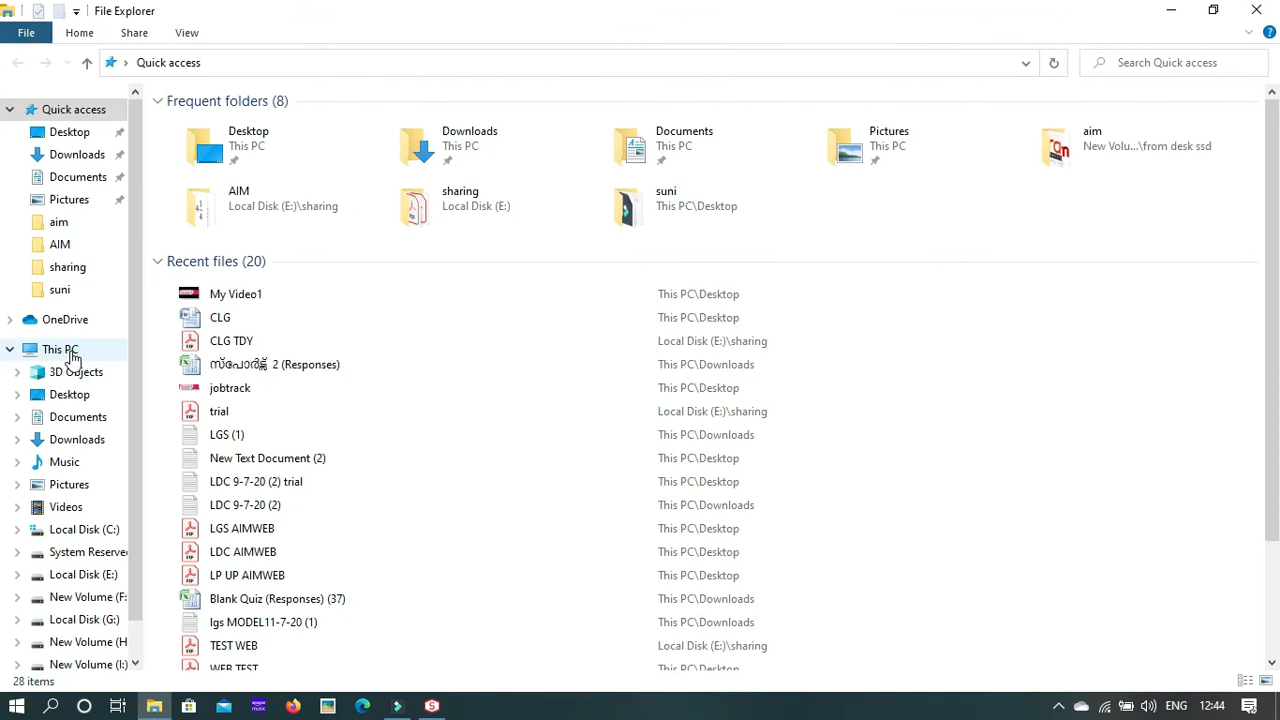 File Explorer
File Home Share View
Quick access
Search Quick access
Quick access
Desktop
Downloads
Documents
Pictures
aim
AIM
sharing
suni
OneDrive
This PC
3D Objects
Desktop
Documents
Downloads
Music
Pictures
Videos
Local Disk (C:)
System Reserve
Local Disk (E:)
New Volume (F:
Local Disk (G:)
New Volume (H
New Volume (I:)
Frequent folders (8)
Desktop
This PC
Downloads
This PC
Documents
This PC
Pictures
This PC
aim
New Volu...\from desk ssd
AIM
Local Disk (E:)\sharing
sharing
Local Disk (E:)
suni
This PC\Desktop
Recent files (20)
My Video1 This PC\Desktop
CLG This PC\Desktop
CLG TDY Local Disk (E:)\sharing
സ്പോർജ്ജ് 2 (Responses) This PC\Downloads
jobtrack This PC\Desktop
trial Local Disk (E:)\sharing
LGS (1) This PC\Downloads
New Text Document (2) This PC\Desktop
LDC 9-7-20 (2) trial This PC\Desktop
LDC 9-7-20 (2) This PC\Downloads
LGS AIMWEB This PC\Desktop
LDC AIMWEB This PC\Desktop
LP UP AIMWEB This PC\Desktop
Blank Quiz (Responses) (37) This PC\Downloads
lgs MODEL11-7-20 (1) This PC\Downloads
TEST WEB Local Disk (E:)\sharing
WEB TEST This PC\Desktop
28 items
ENG 12:44